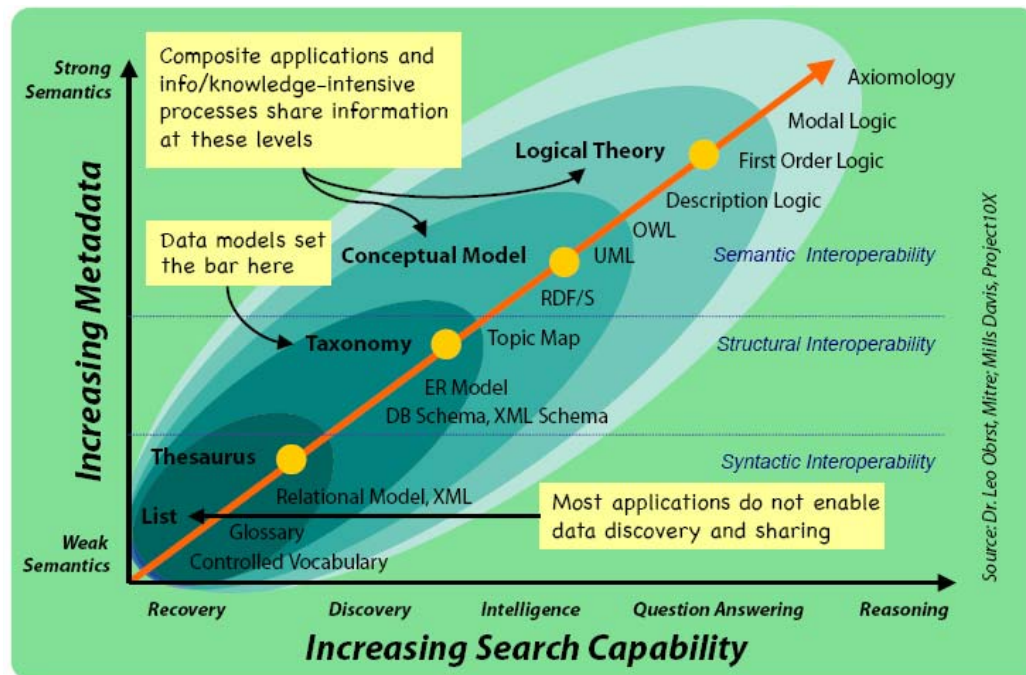 Composite applications and
info/knowledge-intensive
processes share information
at these levels
Strong
Semantics
Axiomology
Modal Logic
Logical Theory
First Order Logic
Description Logic
OWL
Data models set
the bar here
Conceptual Model
UML
Semantic Interoperability
RDF/S
Taxonomy
Topic Map
Structural Interoperability
ER Model
DB Schema, XML Schema
Thesaurus
Syntactic Interoperability
Relational Model, XML
Most applications do not enable
data discovery and sharing
List
Glossary
Weak
Semantics
Controlled Vocabulary
Increasing Metadata
Recovery
Discovery
Intelligence
Question Answering
Reasoning
Increasing Search Capability
Source: Dr. Leo Obrst, Mitre; Mills Davis, Project10X